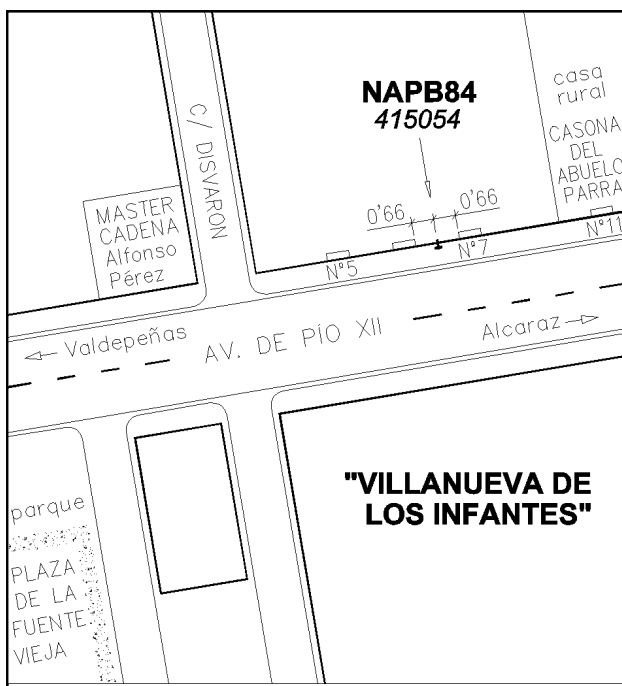 NAPB84
415054
casa
rural
CASONA
DEL
ABUELO
PARRA
C/ DISVARON
MASTER
CADENA
Alfonso
Pérez
0'66
0'66
Nº5
Nº7
Nº11
← Valdepeñas
AV. DE PÍO XII
Alcaraz →
"VILLANUEVA DE
LOS INFANTES"
parque
PLAZA
DE LA
FUENTE
VIEJA